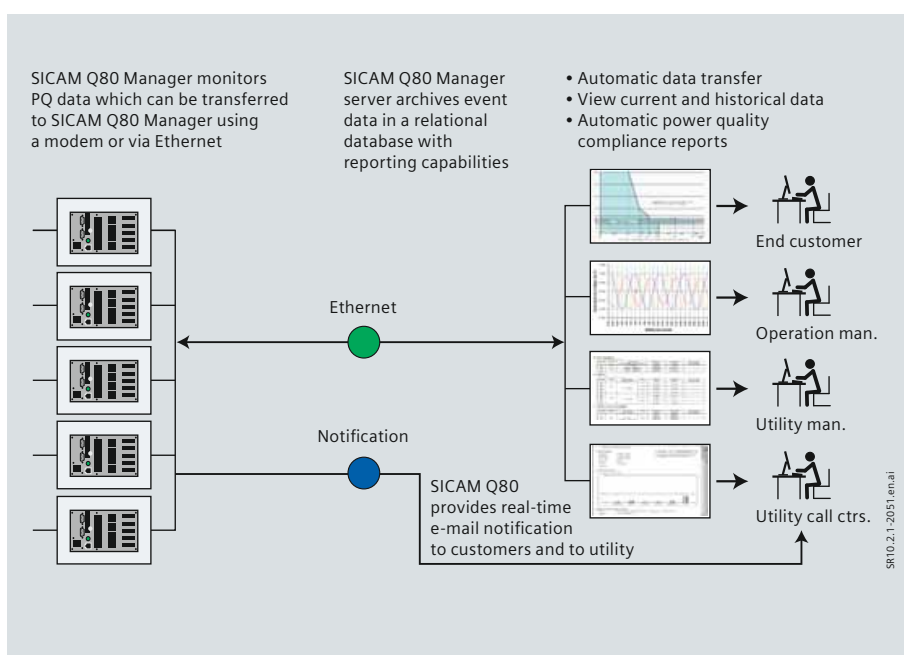 SICAM Q80 Manager monitors
PQ data which can be transferred
to SICAM Q80 Manager using
a modem or via Ethernet
SICAM Q80 Manager
server archives event
data in a relational
database with
reporting capabilities
• Automatic data transfer
• View current and historical data
• Automatic power quality
compliance reports
End customer
Ethernet
Operation man.
Utility man.
Notification
SICAM Q80
provides real-time
e-mail notification
to customers and to utility
Utility call ctrs.
SR10.2.1-2051.en.ai